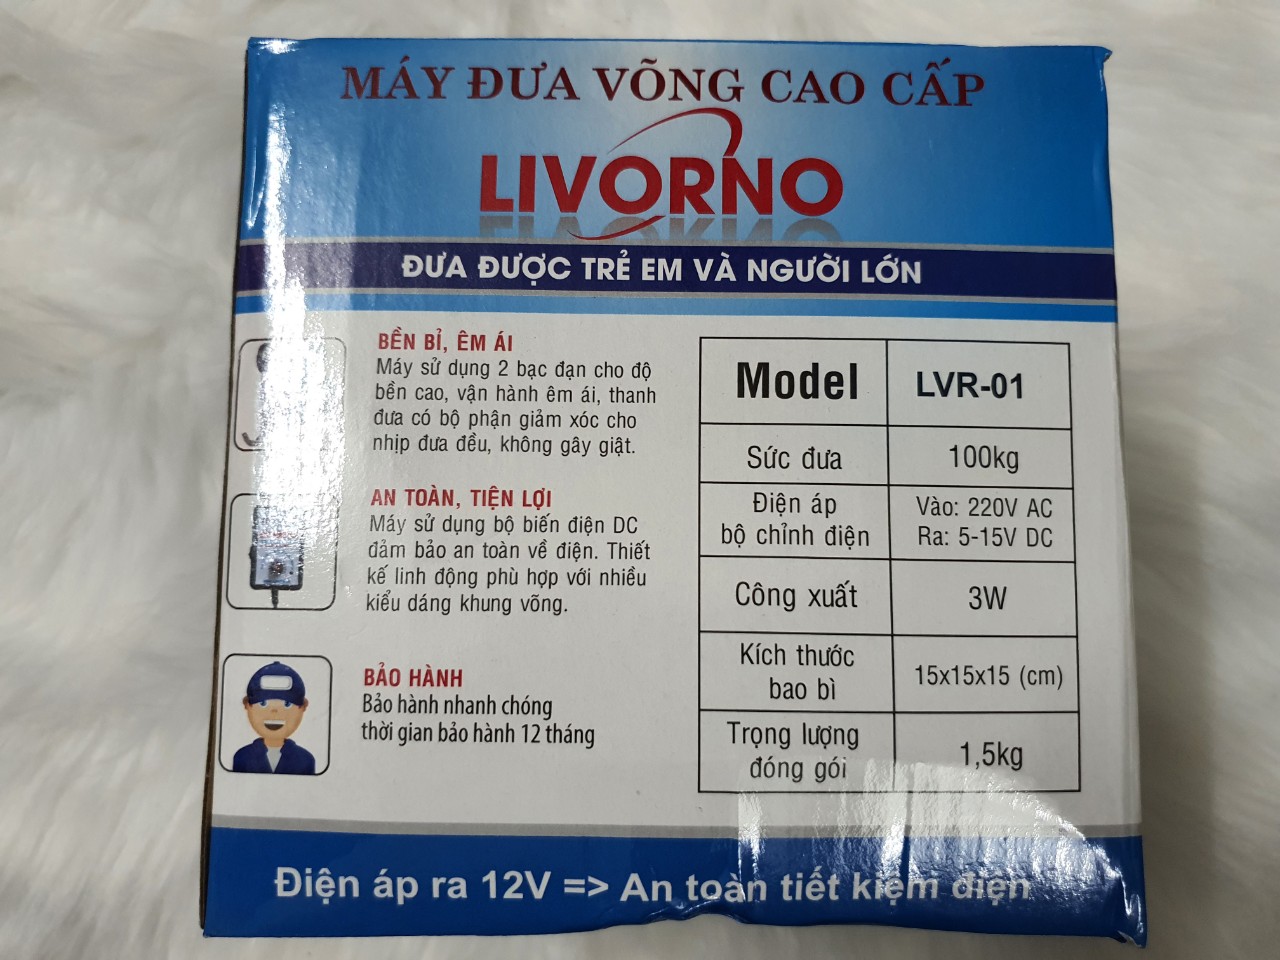 MÁY ĐƯA VÕNG CAO CẤP
LIVORNO
ĐƯA ĐƯỢC TRẺ EM VÀ NGƯỜI LỚN
BỀN BỈ, ÊM ÁI
Máy sử dụng 2 bạc đạn cho độ
bền cao, vận hành êm ái, thanh
đưa có bộ phận giảm xóc cho
nhịp đưa đều, không gây giật.
AN TOÀN, TIỆN LỢI
Máy sử dụng bộ biến điện DC
đảm bảo an toàn về điện. Thiết
kế linh động phù hợp với nhiều
kiểu dáng khung võng.
BẢO HÀNH
Bảo hành nhanh chóng
thời gian bảo hành 12 tháng
Model LVR-01
Sức đưa 100kg
Điện áp
bộ chỉnh điện
Vào: 220V AC
Ra: 5-15V DC
Công xuất 3W
Kích thước
bao bì
15x15x15 (cm)
Trọng lượng
đóng gói
1,5kg
Điện áp ra 12V => An toàn tiết kiệm điện